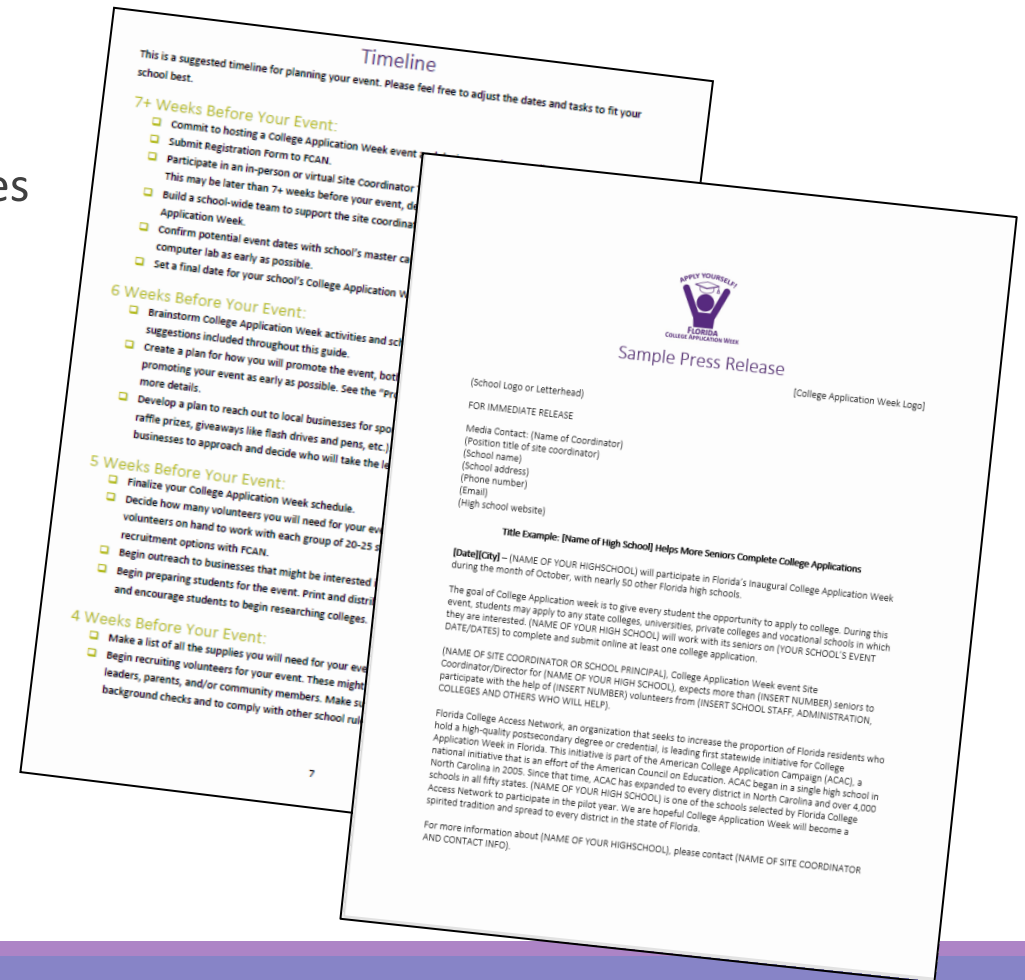 es
Timeline
This is a suggested timeline for planning your event. Please feel free to adjust the dates and tasks to fit your
school best.
7+ Weeks Before Your Event:
Commit to hosting a College Application Week event
Submit Registration Form to FCAN.
Participate in an in-person or virtual Site Coordinator
This may be later than 7+ weeks before your event,
Build a school-wide team to support the site
Application Week.
Confirm potential event dates with school's master
computer lab as early as possible.
Set a final date for your school's College Application W
6 Weeks Before Your Event:
Brainstorm College Application Week activities and
suggestions included throughout this guide.
Create a plan for how you will promote the event,
promoting your event as early as possible. See the
more details.
Develop a plan to reach out to local businesses for
raffle prizes, giveaways like flash drives and pens, etc.)
businesses to approach and decide who will take the
5 Weeks Before Your Event:
Finalize your College Application Week schedule.
Decide how many volunteers you will need for your
volunteers on hand to work with each group of 20-25
recruitment options with FCAN.
Begin outreach to businesses that might be interested
Begin preparing students for the event. Print and
and encourage students to begin researching colleges.
4 Weeks Before Your Event:
Make a list of all the supplies you will need for your
Begin recruiting volunteers for your event. These might
leaders, parents, and/or community members. Make
background checks and to comply with other school
7
APPLY YOURSELF!
FLORIDA
COLLEGE APPLICATION WEEK
Sample Press Release
(School Logo or Letterhead) [College Application Week Logo]
FOR IMMEDIATE RELEASE
Media Contact: (Name of Coordinator)
(Position title of site coordinator)
(School name)
(School address)
(Phone number)
(Email)
(High school website)
Title Example: [Name of High School] Helps More Seniors Complete College Applications
[Date][City] – (NAME OF YOUR HIGHSCHOOL) will participate in Florida's Inaugural College Application Week
during the month of October, with nearly 50 other Florida high schools.
The goal of College Application week is to give every student the opportunity to apply to college. During this
event, students may apply to any state colleges, universities, private colleges and vocational schools in which
they are interested. (NAME OF YOUR HIGH SCHOOL) will work with its seniors on (YOUR SCHOOL'S EVENT
DATE/DATES) to complete and submit online at least one college application.
(NAME OF SITE COORDINATOR OR SCHOOL PRINCIPAL), College Application Week event Site
Coordinator/Director for (NAME OF YOUR HIGH SCHOOL), expects more than (INSERT NUMBER) seniors to
participate with the help of (INSERT NUMBER) volunteers from (INSERT SCHOOL STAFF, ADMINISTRATION,
COLLEGES AND OTHERS WHO WILL HELP).
Florida College Access Network, an organization that seeks to increase the proportion of Florida residents who
hold a high-quality postsecondary degree or credential, is leading first statewide initiative for College
Application Week in Florida. This initiative is part of the American College Application Campaign (ACAC), a
national initiative that is an effort of the American Council on Education. ACAC began in a single high school in
North Carolina in 2005. Since that time, ACAC has expanded to every district in North Carolina and over 4,000
schools in all fifty states. (NAME OF YOUR HIGH SCHOOL) is one of the schools selected by Florida College
Access Network to participate in the pilot year. We are hopeful College Application Week will become a
spirited tradition and spread to every district in the state of Florida.
For more information about (NAME OF YOUR HIGHSCHOOL), please contact (NAME OF SITE COORDINATOR
AND CONTACT INFO).